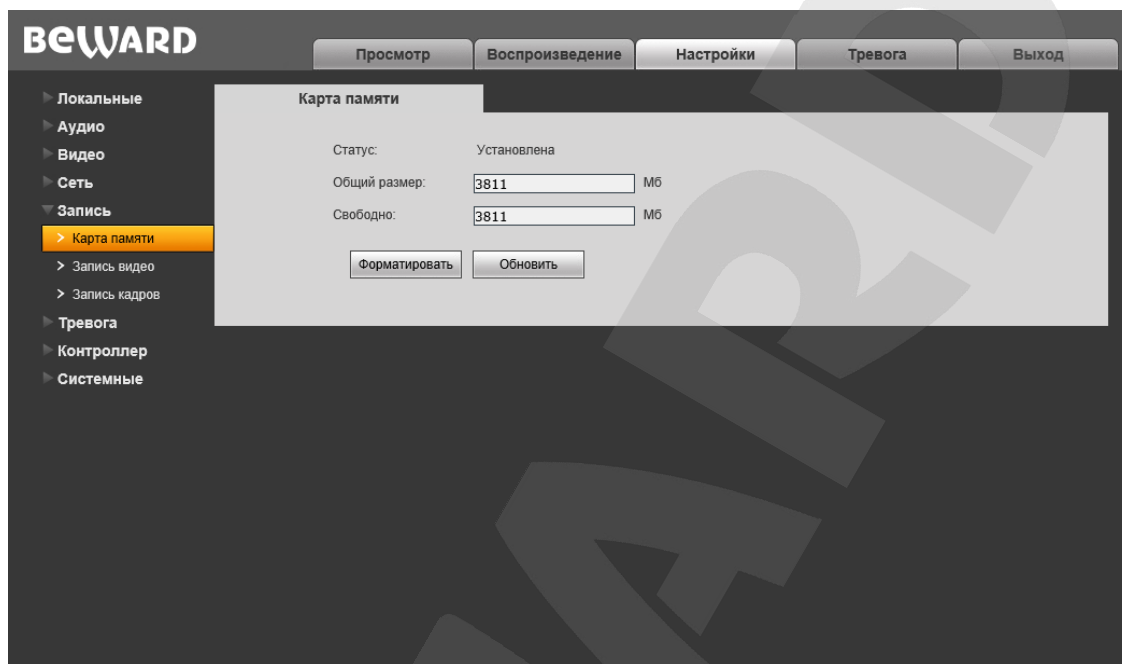 BEWARD
Просмотр
Воспроизведение
Настройки
Тревога
Выход
Локальные
Аудио
Видео
Сеть
Запись
> Карта памяти
> Запись видео
> Запись кадров
Тревога
Контроллер
Системные
Карта памяти
Статус: Установлена
Общий размер: 3811 Мб
Свободно: 3811 Мб
Форматировать Обновить